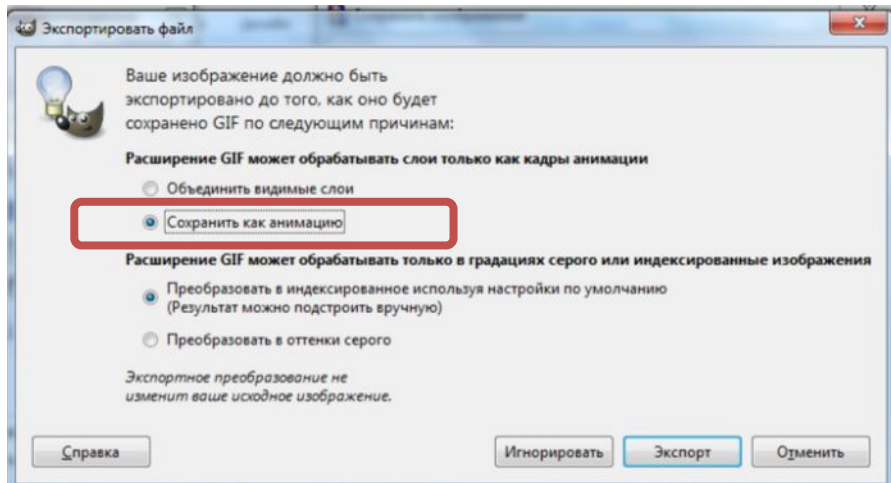 Экспортировать файл
Ваше изображение должно быть
экспортировано до того, как оно будет
сохранено GIF по следующим причинам:
Расширение GIF может обрабатывать слои только как кадры анимации
Объединить видимые слои
Сохранить как анимацию
Расширение GIF может обрабатывать только в градациях серого или индексированные изображения
Преобразовать в индексированное используя настройки по умолчанию
(Результат можно подстроить вручную)
Преобразовать в оттенки серого
Экспортное преобразование не
изменит ваше исходное изображение.
Справка Игнорировать Экспорт Отменить